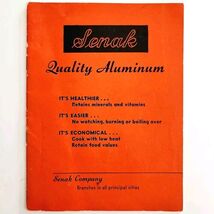 Senak
Quality Aluminum
IT'S HEALTHIER . . .
Retains minerals and vitamins
IT'S EASIER . . .
No watching, burning or boiling over
IT'S ECONOMICAL . . .
Cook with low heat
Retain food values
Senak Company
Branches in all principal cities